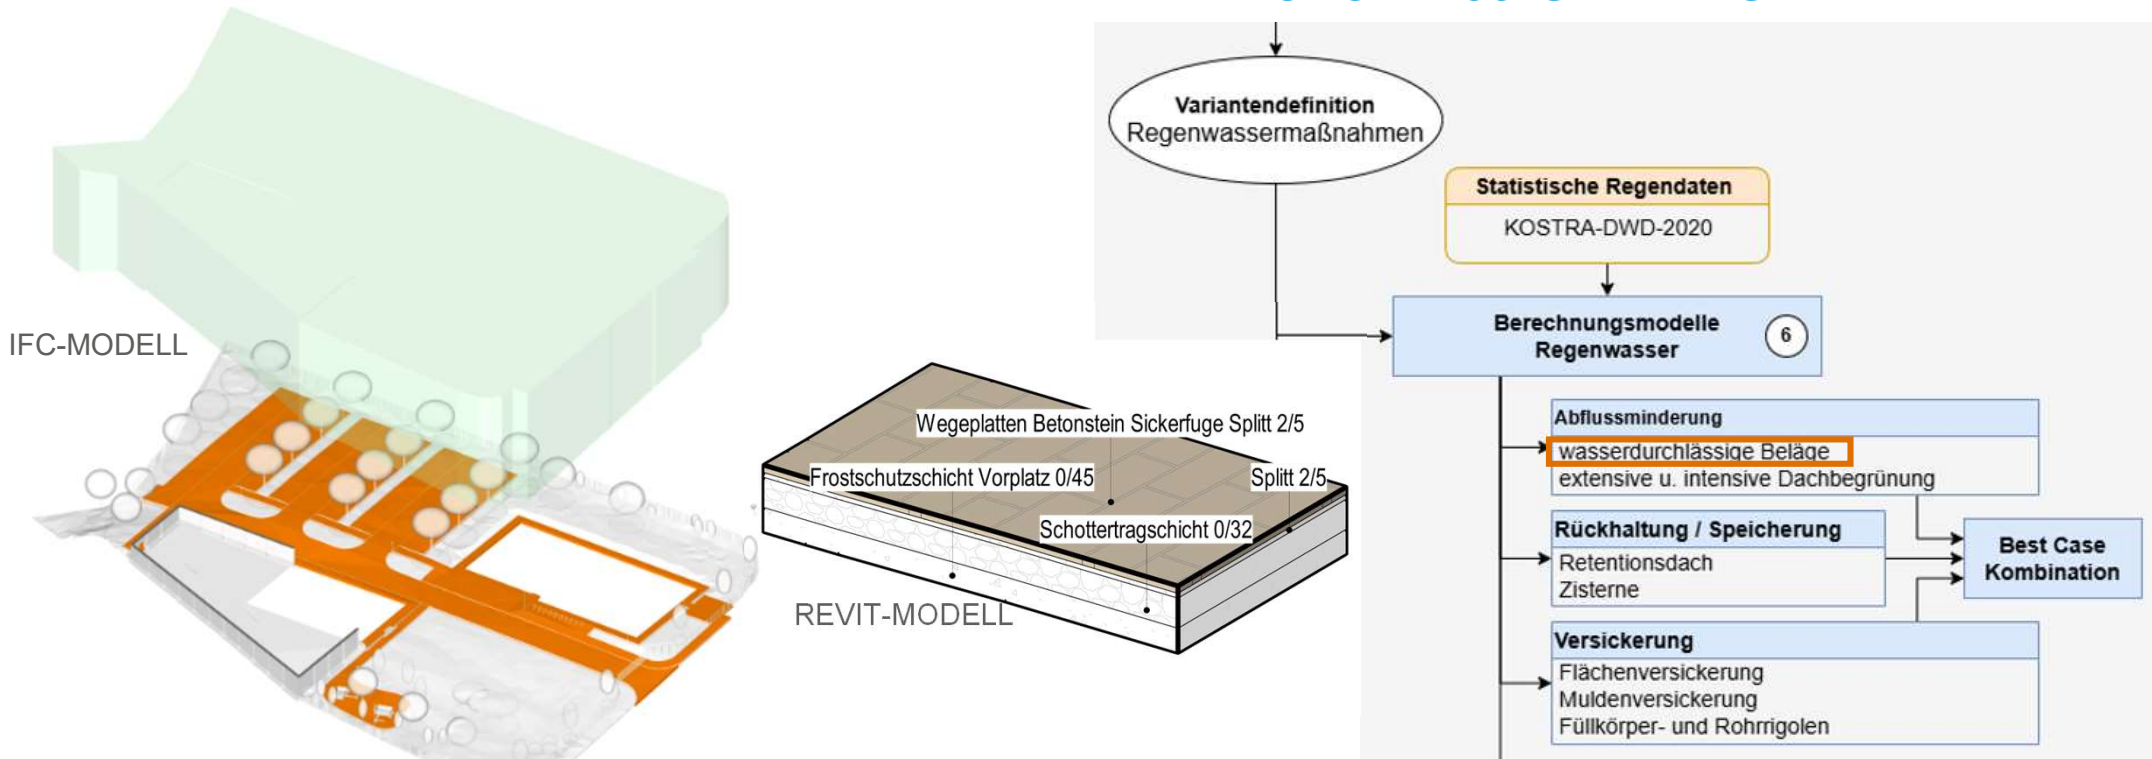 IFC-MODELL
Wegeplatten Betonstein Sickerfuge Splitt 2/5
Frostschutzschicht Vorplatz 0/45
Splitt 2/5
Schottertragschicht 0/32
REVIT-MODELL
Variantendefinition
Regenwassermaßnahmen
Statistische Regendaten
KOSTRA-DWD-2020
Berechnungsmodelle
Regenwasser
6
Abflussminderung
wasserdurchlässige Beläge
extensive u. intensive Dachbegrünung
Rückhaltung / Speicherung
Retentionsdach
Zisterne
Best Case
Kombination
Versickerung
Flächenversickerung
Muldenversickerung
Füllkörper- und Rohrrigolen